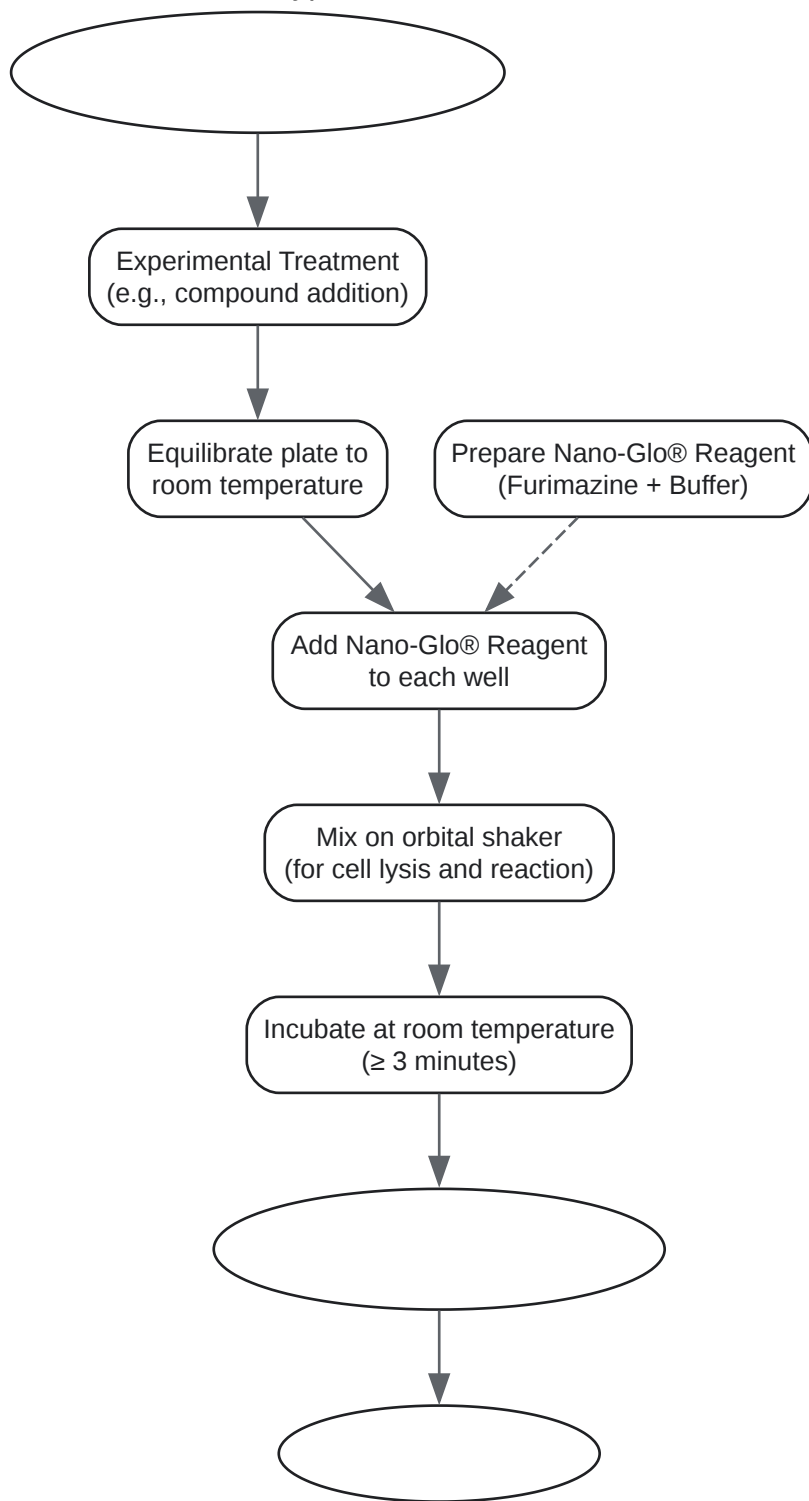 Experimental Treatment
(e.g., compound addition)
Equilibrate plate to
room temperature
Prepare Nano-Glo® Reagent
(Furimazine + Buffer)
Add Nano-Glo® Reagent
to each well
Mix on orbital shaker
(for cell lysis and reaction)
Incubate at room temperature
(≥ 3 minutes)